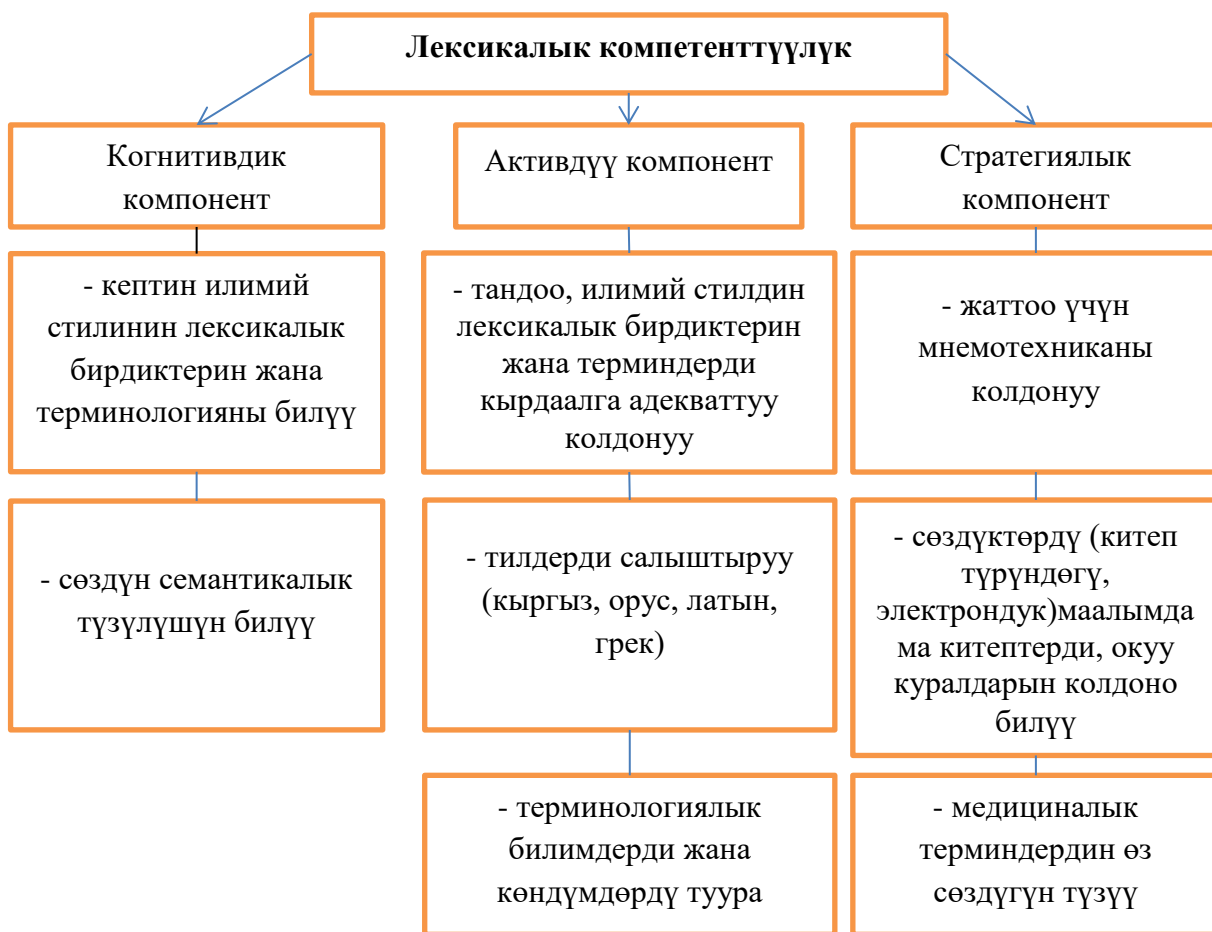 Лексикалык компетенттүүлүк
Когнитивдик
компонент
Активдүү компонент
Стратегиялык
компонент
- кептин илимий
стилинин лексикалык
бирдиктерин жана
терминологияны билүү
- тандоо, илимий стилдин
лексикалык бирдиктерин
жана терминдерди
кырдаалга адекваттуу
колдонуу
- жаттоо үчүн
мнемотехниканы
колдонуу
- сөздүн семантикалык
түзүлүшүн билүү
- тилдерди салыштыруу
(кыргыз, орус, латын,
грек)
- сөздүктөрдү (китеп
түрүндөгү,
электрондук)маалымда
ма китептерди, окуу
куралдарын колдоно
билүү
- терминологиялык
билимдерди жана
көндүмдөрдү туура
- медициналык
терминдердин өз
сөздүгүн түзүү